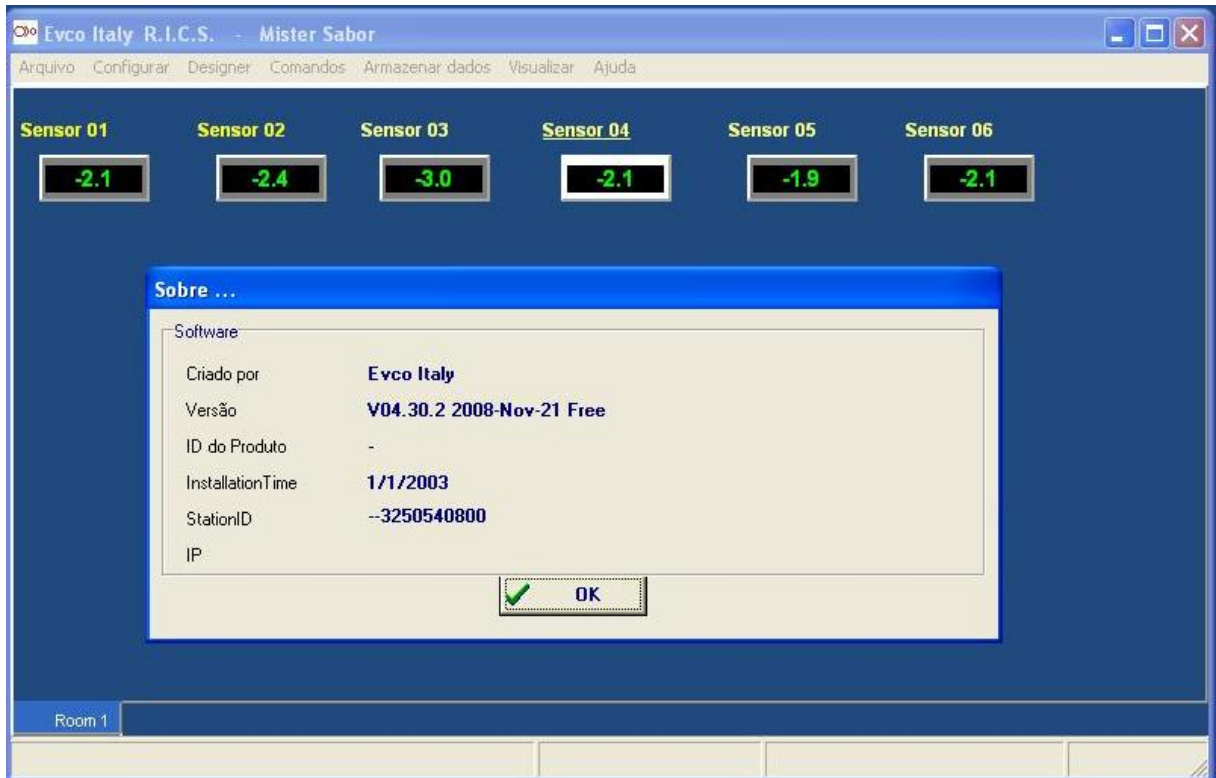 Evco Italy R.I.C.S. - Mister Sabor
Arquivo Configurar Designer Comandos Armazenar dados Visualizar Ajuda
Sensor 01 Sensor 02 Sensor 03 Sensor 04 Sensor 05 Sensor 06
-2.1 -2.4 -3.0 -2.1 -1.9 -2.1
Sobre ...
Software
Criado por Evco Italy
Versão V04.30.2 2008-Nov-21 Free
ID do Produto -
InstallationTime 1/1/2003
StationID --3250540800
IP
OK
Room 1